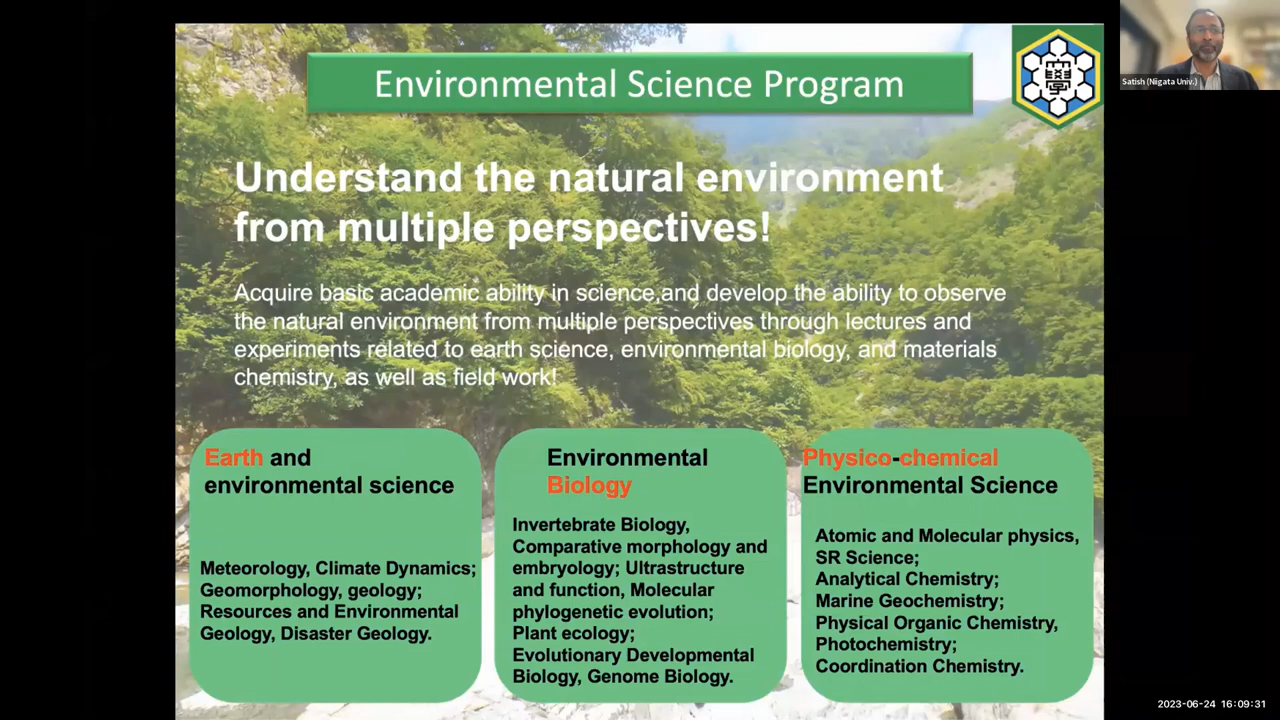 Environmental Science Program
Satish (Niigata Univ.)
Understand the natural environment
from multiple perspectives!
Acquire basic academic ability in science,and develop the ability to observe
the natural environment from multiple perspectives through lectures and
experiments related to earth science, environmental biology, and materials
chemistry, as well as field work!
Earth and
environmental science
Meteorology, Climate Dynamics;
Geomorphology, geology;
Resources and Environmental
Geology, Disaster Geology.
Environmental
Biology
Invertebrate Biology,
Comparative morphology and
embryology; Ultrastructure
and function, Molecular
phylogenetic evolution;
Plant ecology;
Evolutionary Developmental
Biology, Genome Biology.
Physico-chemical
Environmental Science
Atomic and Molecular physics,
SR Science;
Analytical Chemistry;
Marine Geochemistry;
Physical Organic Chemistry,
Photochemistry;
Coordination Chemistry.
2023-06-24 16:09:31